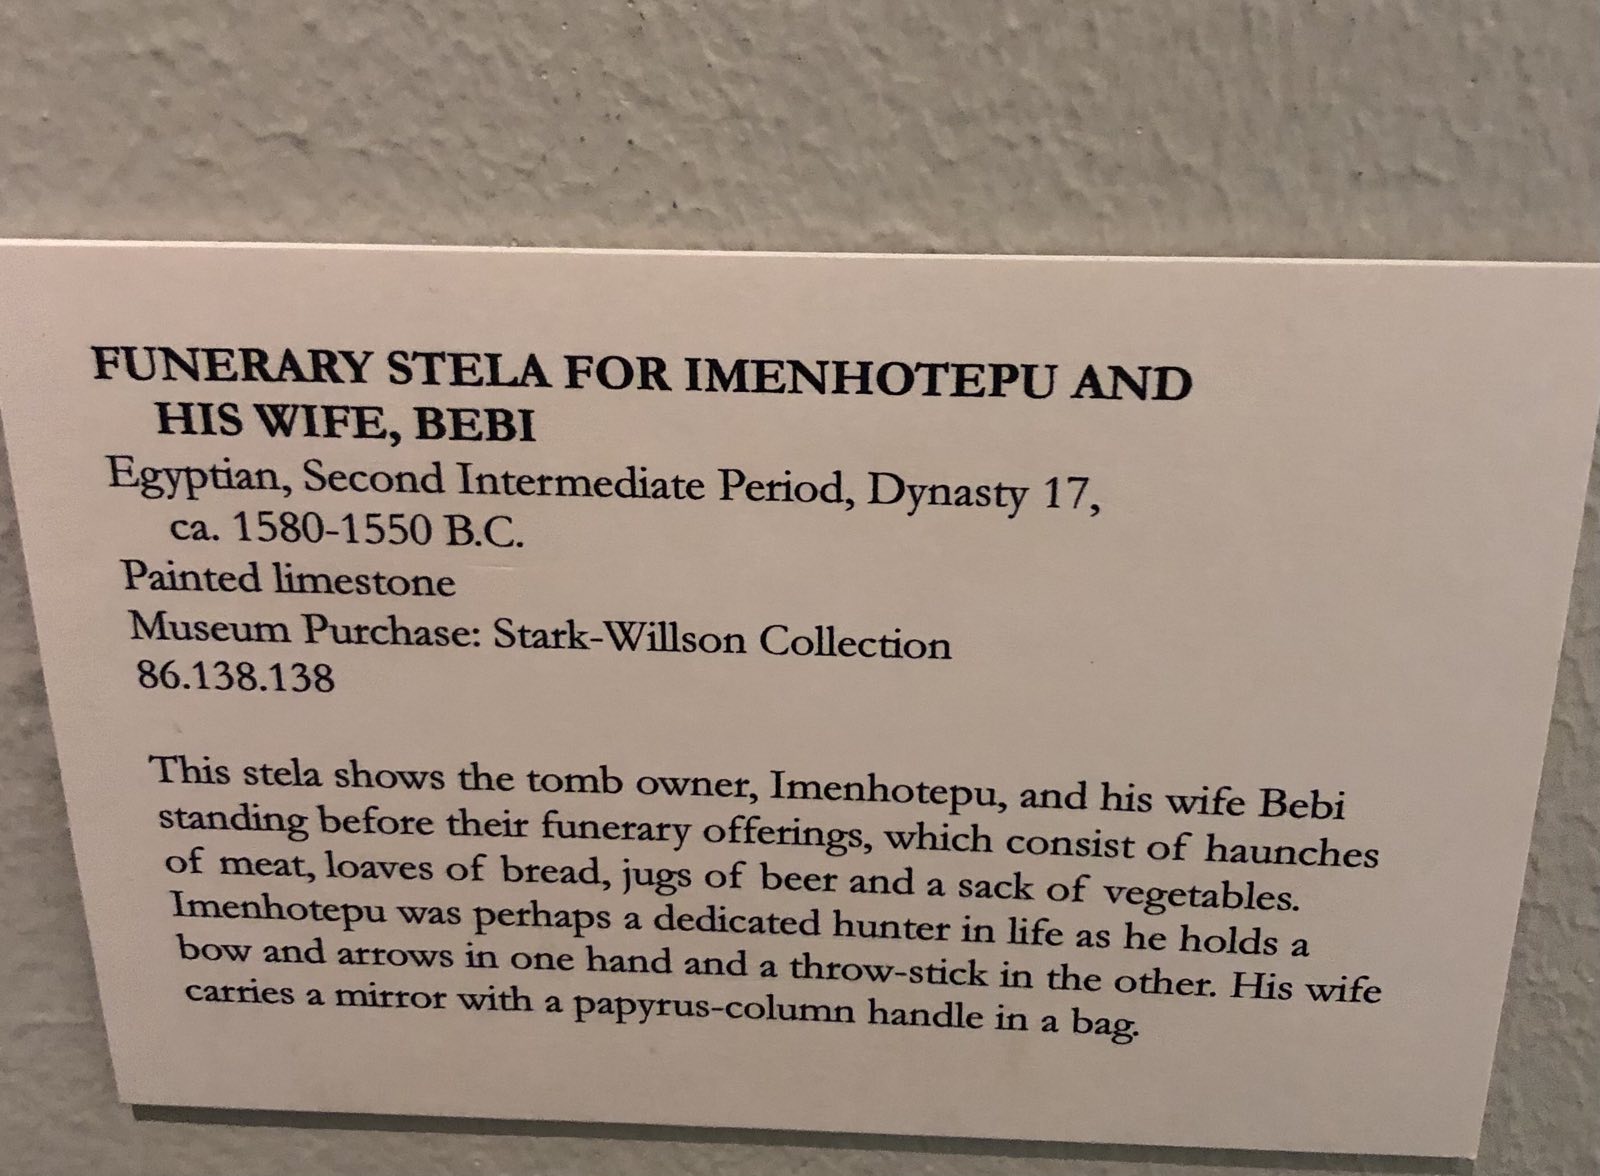 FUNERARY STELA FOR IMENHOTEPU AND
HIS WIFE, BEBI
Egyptian, Second Intermediate Period, Dynasty 17,
ca. 1580-1550 B.C.
Painted limestone
Museum Purchase: Stark-Willson Collection
86.138.138
This stela shows the tomb owner, Imenhotepu, and his wife Bebi
standing before their funerary offerings, which consist of haunches
of meat, loaves of bread, jugs of beer and a sack of vegetables.
Imenhotepu was perhaps a dedicated hunter in life as he holds a
bow and arrows in one hand and a throw-stick in the other. His wife
carries a mirror with a papyrus-column handle in a bag.